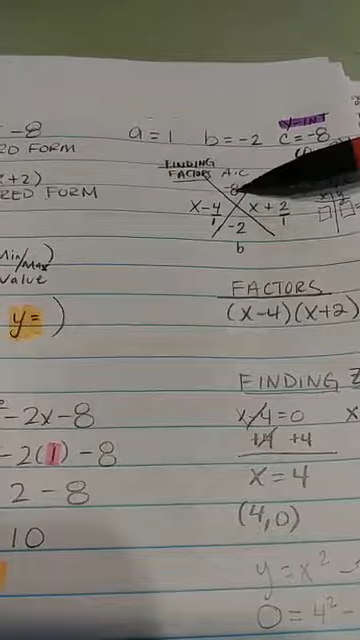 -8
a = 1 b = -2 Y-INT
c = -8
FORM
FINDING
FACTORS A·C
+2)
FORM
-8
x - 4/1 x + 2/1
-2
b
Min/Max)
Value
FACTORS
y = )
(x-4)(x+2)
FINDING
- 2x - 8
x - 4 = 0 x
+4 +4
- 2(1) - 8
x = 4
2 - 8
(4,0)
10
y = x²
0 = 4² -